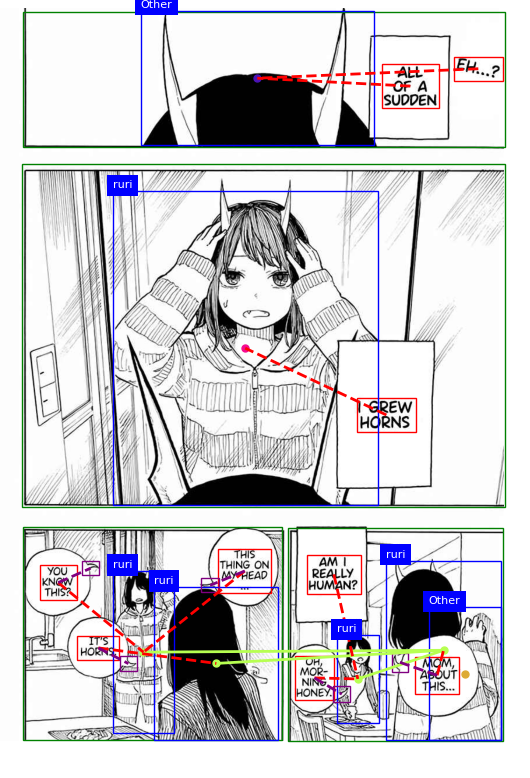 Other
EH...?
ALL
OF A
SUDDEN
ruri
I GREW
HORNS
ruri
ruri
THIS
THING ON
MY HEAD
...
YOU
KNOW
THIS?
IT'S
HORN
ruri
Other
ruri
AM I
REALLY
HUMAN?
MOM,
ABOUT
THIS...
OH,
MOR-
NING
HONEY.